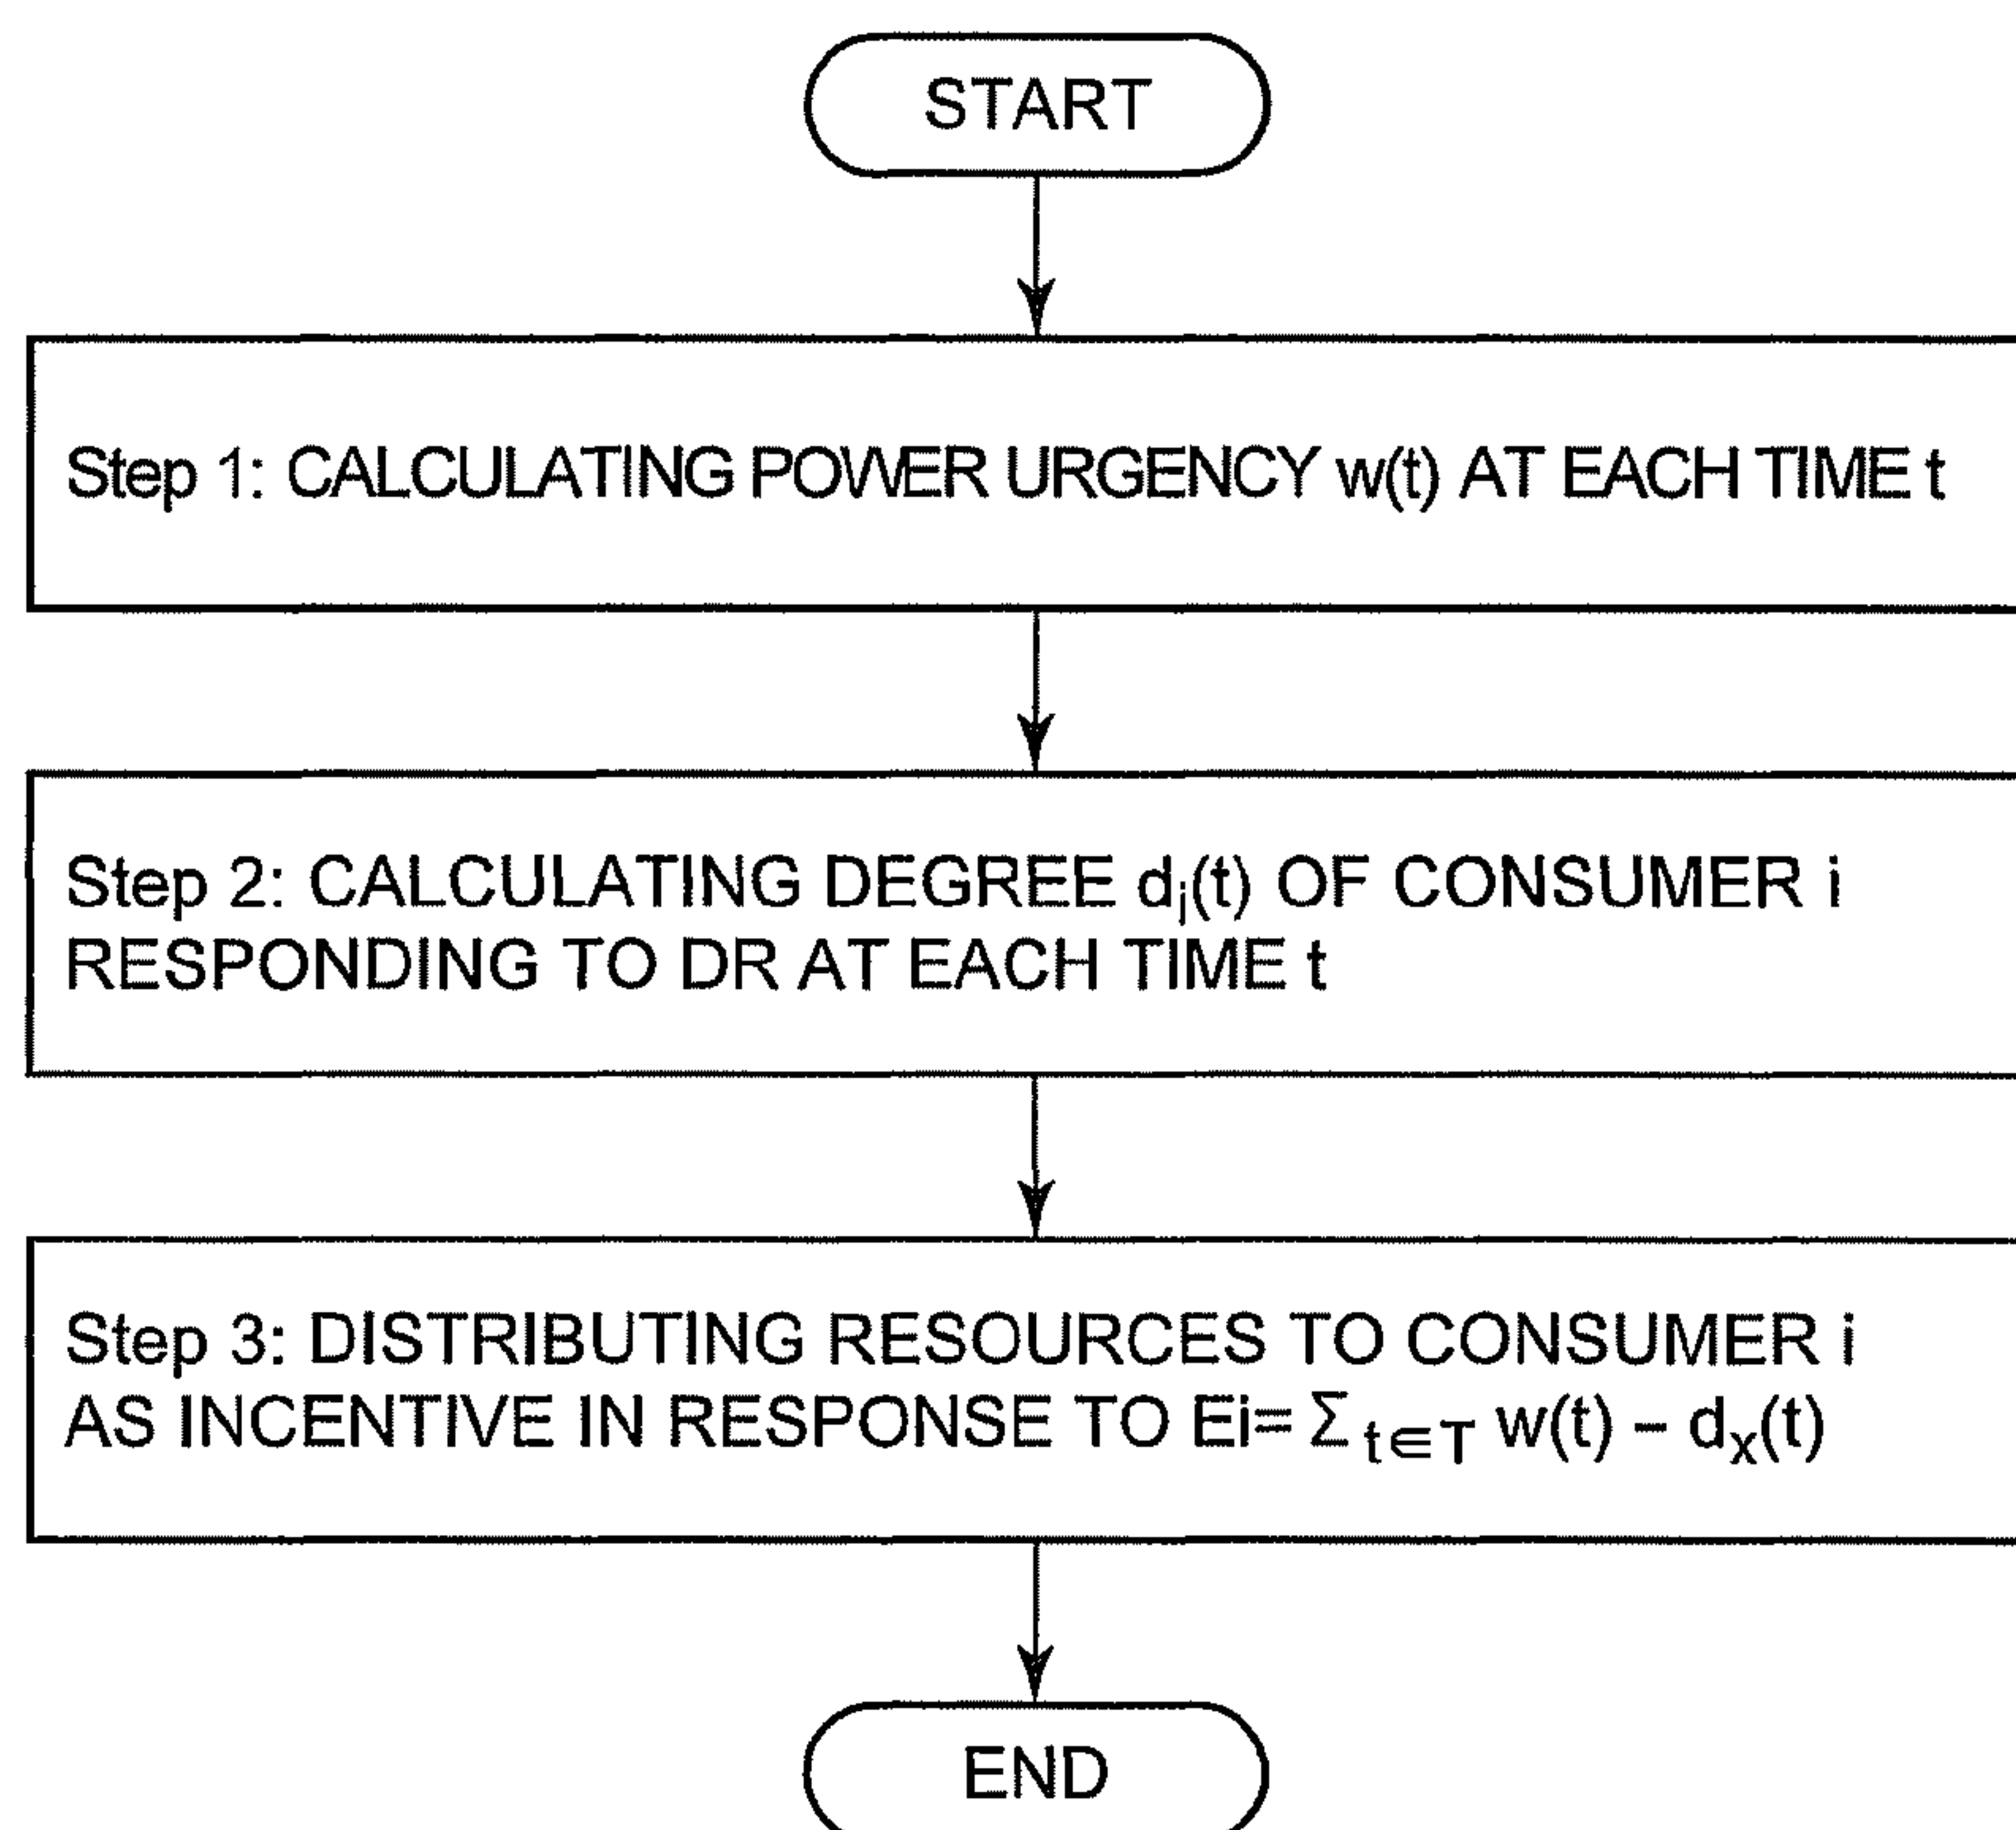 START
Step 1: CALCULATING POWER URGENCY w(t) AT EACH TIME t
Step 2: CALCULATING DEGREE dⱼ(t) OF CONSUMER i
RESPONDING TO DR AT EACH TIME t
Step 3: DISTRIBUTING RESOURCES TO CONSUMER i
AS INCENTIVE IN RESPONSE TO Ei= Σ t∈T w(t) – dₓ(t)
END